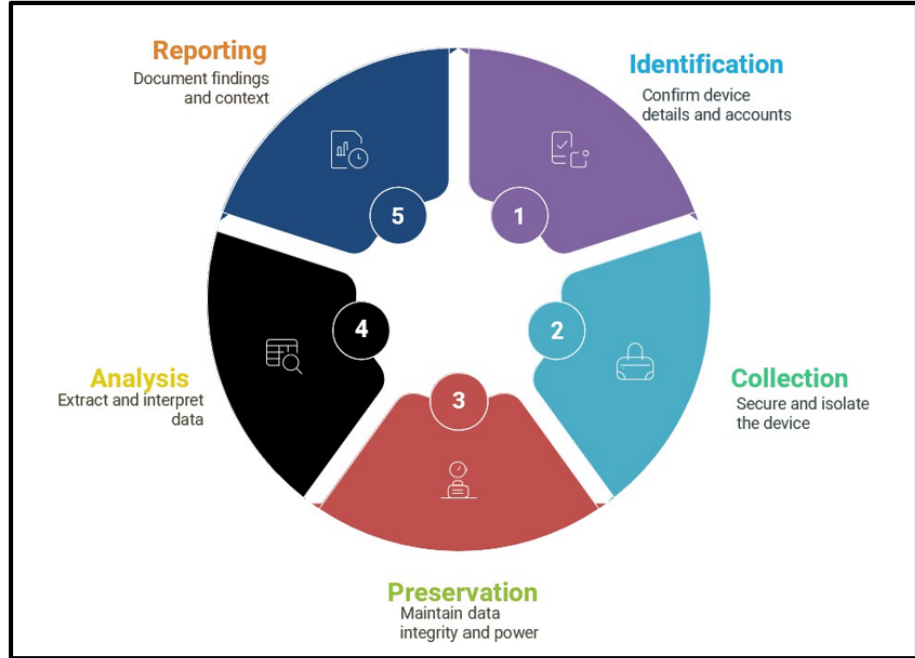 1
Identification
Confirm device
details and accounts
2
Collection
Secure and isolate
the device
3
Preservation
Maintain data
integrity and power
4
Analysis
Extract and interpret
data
5
Reporting
Document findings
and context